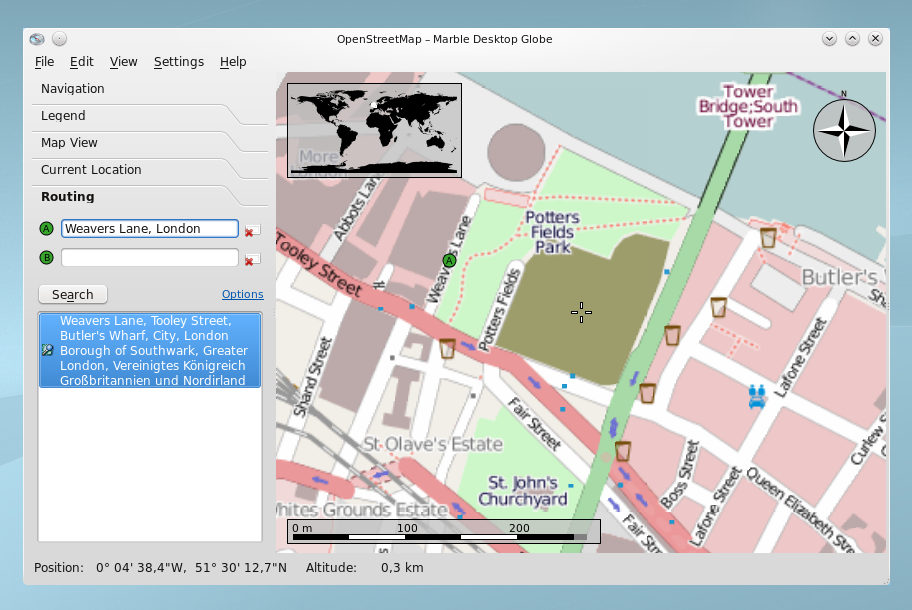 OpenStreetMap – Marble Desktop Globe
File Edit View Settings Help
Navigation
Legend
Map View
Current Location
Routing
A Weavers Lane, London
B
Search
Options
Weavers Lane, Tooley Street,
Butler's Wharf, City, London
Borough of Southwark, Greater
London, Vereinigtes Königreich
Großbritannien und Nordirland
Tower
Bridge;South
Tower
N
More
London
Abbots Lane
Weavers Lane
A
Potters
Fields
Park
Tooley Street
Potters Fields
Butler's
Shand Street
Lafone Street
Fair Street
St Olave's Estate
St. John's
Churchyard
Boss Street
Lafone Street
Queen Elizabeth Stre
Curlew S
Whites Grounds Estate
Fair Str
0 m 100 200
Position: 0° 04' 38,4"W, 51° 30' 12,7"N Altitude: 0,3 km